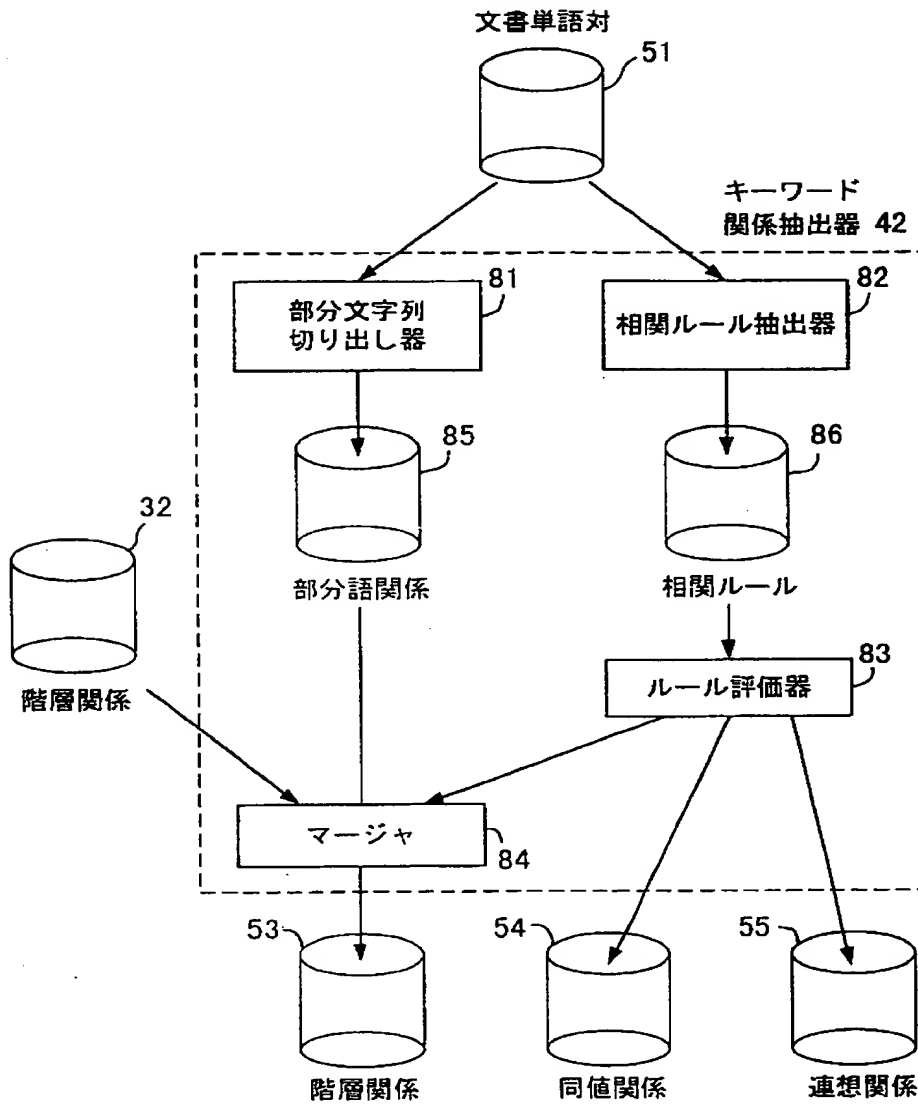 文書単語対
51
キーワード
関係抽出器 42
81
部分文字列
切り出し器
82
相関ルール抽出器
85
86
32
部分語関係
相関ルール
83
ルール評価器
階層関係
マージャ
84
53
54
55
階層関係
同値関係
連想関係